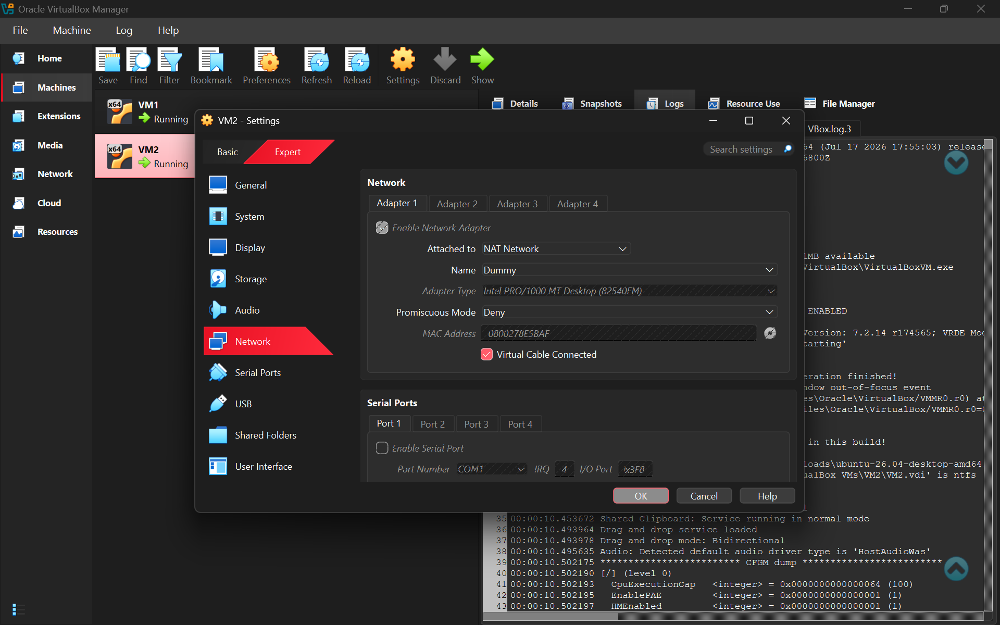 Oracle VirtualBox Manager
File Machine Log Help
Home
Machines
Extensions
Media
Network
Cloud
Resources
Save Find Filter Bookmark Preferences Refresh Reload Settings Discard Show
x64 VM1
Running
x64 VM2
Running
Details Snapshots Logs Resource Use File Manager
VBox.log.3
VM2 - Settings
Basic Expert
Search settings
General
System
Display
Storage
Audio
Network
Serial Ports
USB
Shared Folders
User Interface
Network
Adapter 1 Adapter 2 Adapter 3 Adapter 4
Enable Network Adapter
Attached to NAT Network
Name Dummy
Adapter Type Intel PRO/1000 MT Desktop (82540EM)
Promiscuous Mode Deny
MAC Address 0800278E5BAF
Virtual Cable Connected
Serial Ports
Port 1 Port 2 Port 3 Port 4
Enable Serial Port
Port Number COM1 IRQ 4 I/O Port 0x3F8
OK Cancel Help
64 (Jul 17 2026 17:55:03) release
6800Z
1MB available
VirtualBox\VirtualBoxVM.exe
ENABLED
Version: 7.2.14 r174565; VRDE Mod
tarting'
eration finished!
ndow out-of-focus event
es\Oracle\VirtualBox/VMMR0.r0) at
iles\Oracle\VirtualBox/VMMR0.r0=0
in this build!
loads\ubuntu-26.04-desktop-amd64
ualBox VMs\VM2\VM2.vdi' is ntfs
35 00:00:10.453672 Shared Clipboard: Service running in normal mode
36 00:00:10.493964 Drag and drop service loaded
37 00:00:10.493978 Drag and drop mode: Bidirectional
38 00:00:10.495635 Audio: Detected default audio driver type is 'HostAudioWas'
39 00:00:10.502175 ************************* CFGM dump *************************
40 00:00:10.502190 [/] (level 0)
41 00:00:10.502193 CpuExecutionCap <integer> = 0x0000000000000064 (100)
42 00:00:10.502195 EnablePAE <integer> = 0x0000000000000001 (1)
43 00:00:10.502197 HMEnabled <integer> = 0x0000000000000001 (1)